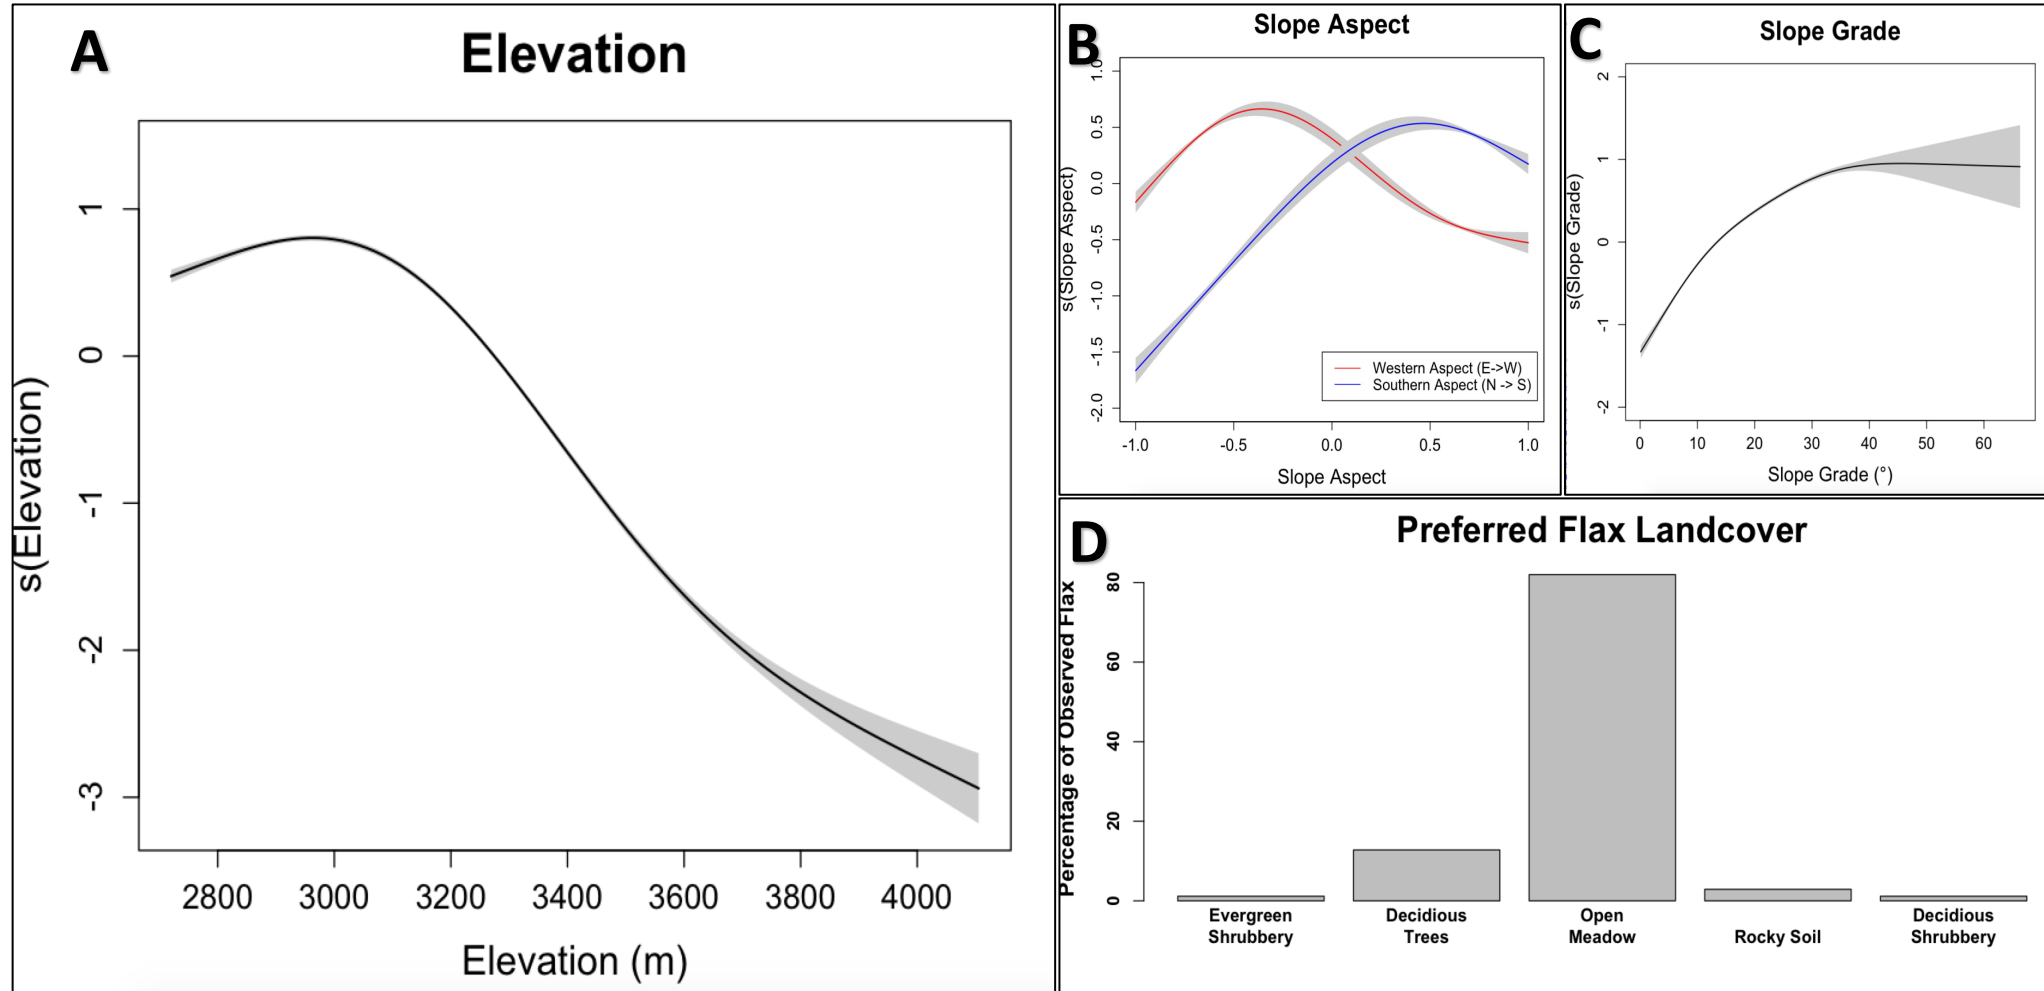 A
Elevation
s(Elevation)
1
0
-1
-2
-3
2800 3000 3200 3400 3600 3800 4000
Elevation (m)
B
Slope Aspect
s(Slope Aspect)
1.0
0.5
0.0
-0.5
-1.0
-1.5
-2.0
Western Aspect (E->W)
Southern Aspect (N -> S)
-1.0 -0.5 0.0 0.5 1.0
Slope Aspect
C
Slope Grade
s(Slope Grade)
2
1
0
-1
-2
0 10 20 30 40 50 60
Slope Grade (°)
D
Preferred Flax Landcover
Percentage of Observed Flax
80
60
40
20
0
Evergreen
Shrubbery
Decidious
Trees
Open
Meadow
Rocky Soil
Decidious
Shrubbery